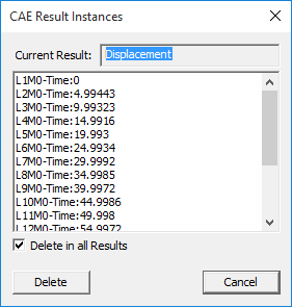 CAE Result Instances
Current Result: Displacement
L1M0-Time:0
L2M0-Time:4.99443
L3M0-Time:9.99323
L4M0-Time:14.9916
L5M0-Time:19.993
L6M0-Time:24.9934
L7M0-Time:29.9992
L8M0-Time:34.9985
L9M0-Time:39.9972
L10M0-Time:44.9986
L11M0-Time:49.998
L12M0-Time:54.9972
Delete in all Results
Delete Cancel